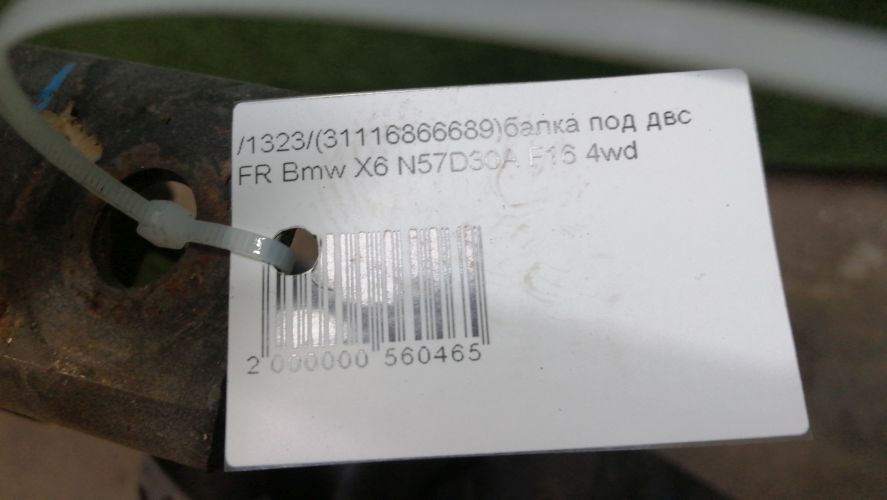 /1323/(31116866689)балка под двс
FR Bmw X6 N57D30A F16 4wd
2 000000 560465